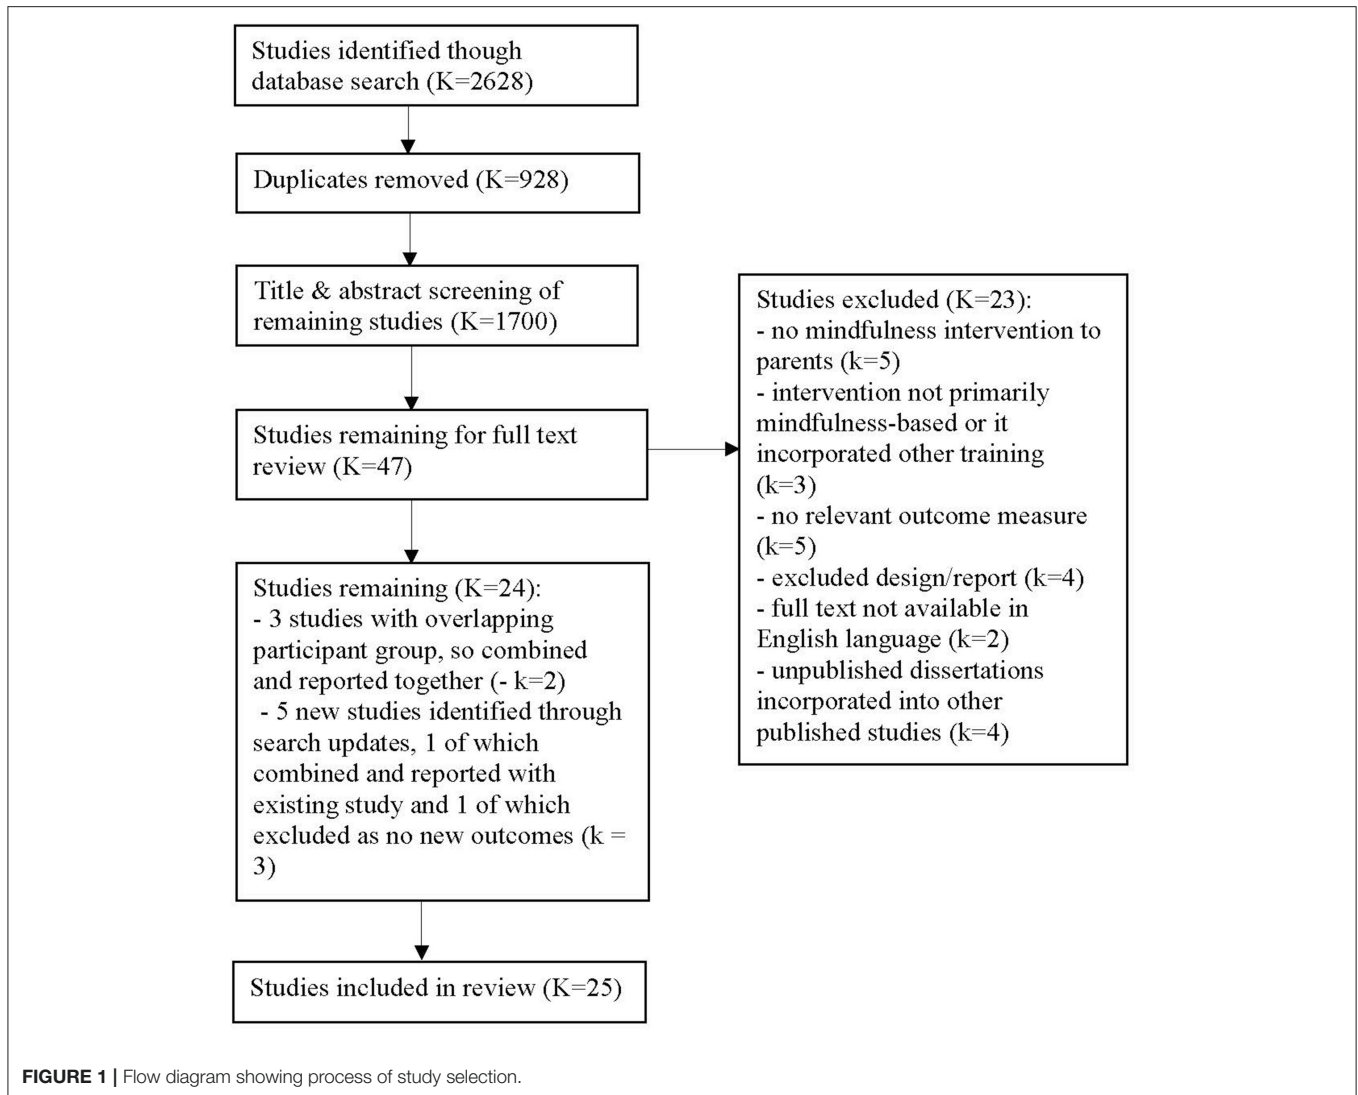 Studies identified though
database search (K=2628)
Duplicates removed (K=928)
Title & abstract screening of
remaining studies (K=1700)
Studies remaining for full text
review (K=47)
Studies excluded (K=23):
- no mindfulness intervention to
parents (k=5)
- intervention not primarily
mindfulness-based or it
incorporated other training
(k=3)
- no relevant outcome measure
(k=5)
- excluded design/report (k=4)
- full text not available in
English language (k=2)
- unpublished dissertations
incorporated into other
published studies (k=4)
Studies remaining (K=24):
- 3 studies with overlapping
participant group, so combined
and reported together (- k=2)
- 5 new studies identified through
search updates, 1 of which
combined and reported with
existing study and 1 of which
excluded as no new outcomes (k =
3)
Studies included in review (K=25)
FIGURE 1 | Flow diagram showing process of study selection.